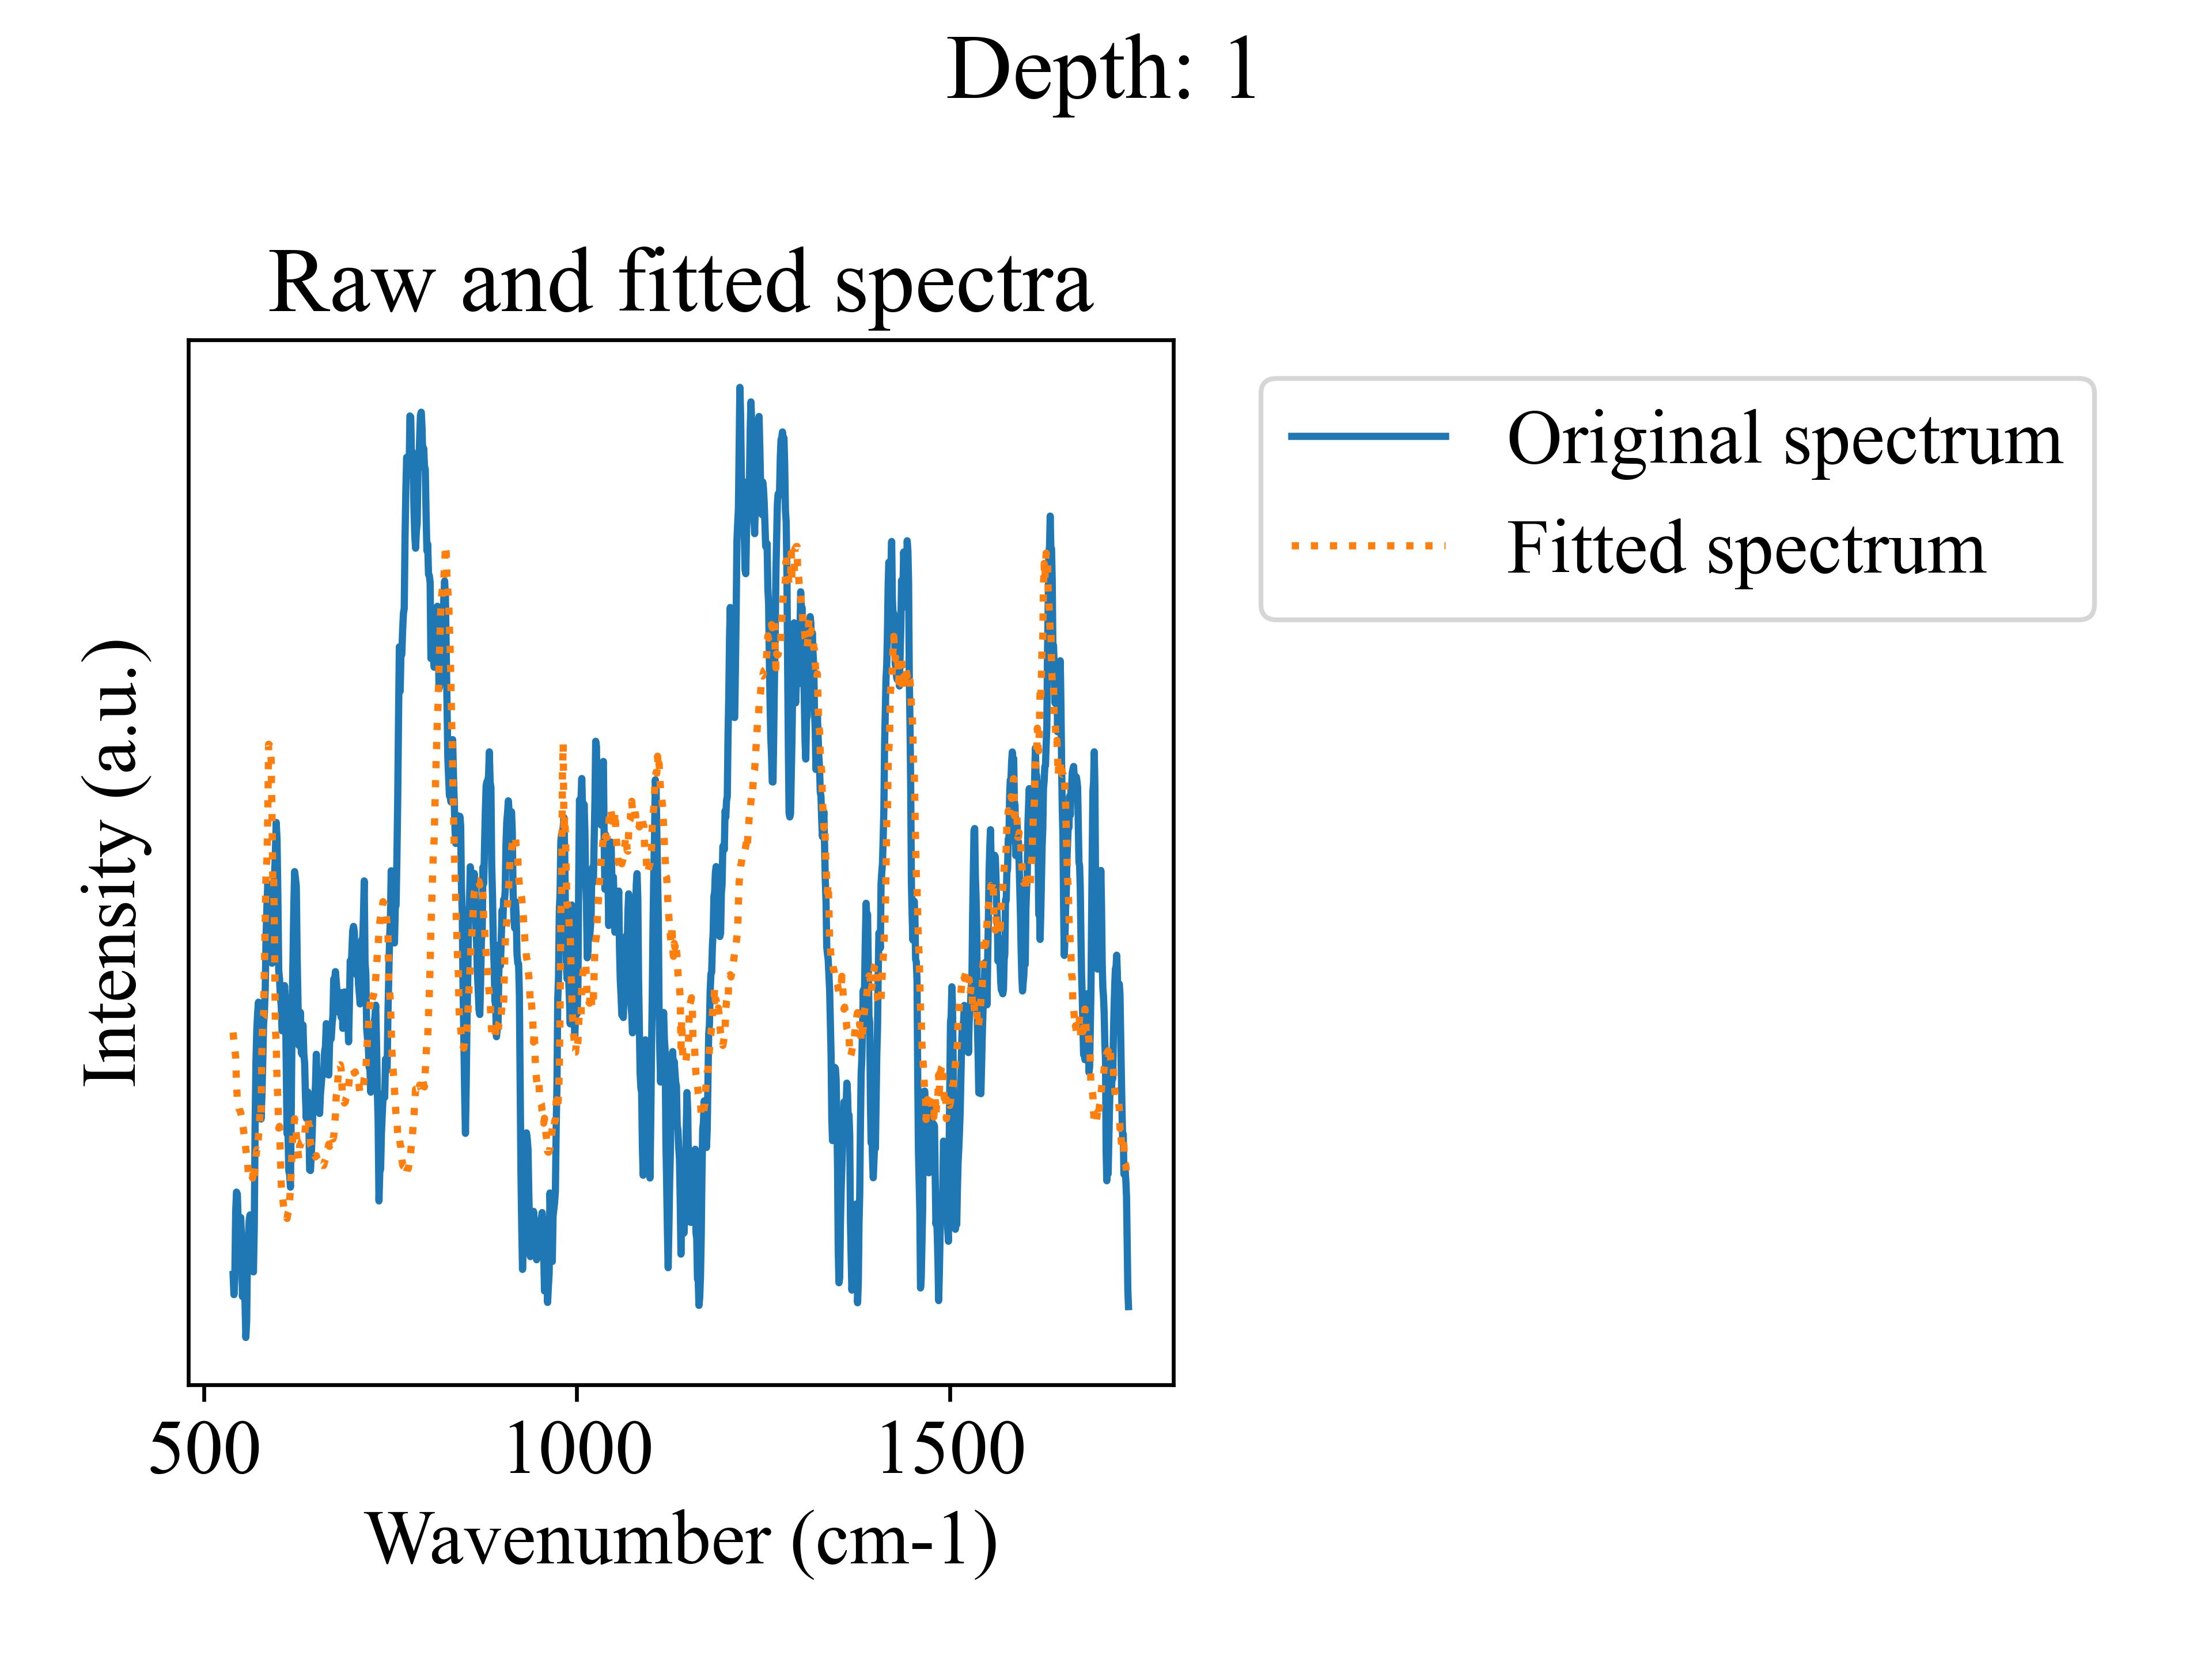 Depth: 1
Raw and fitted spectra
Original spectrum
Fitted spectrum
Intensity (a.u.)
500 1000 1500
Wavenumber (cm-1)